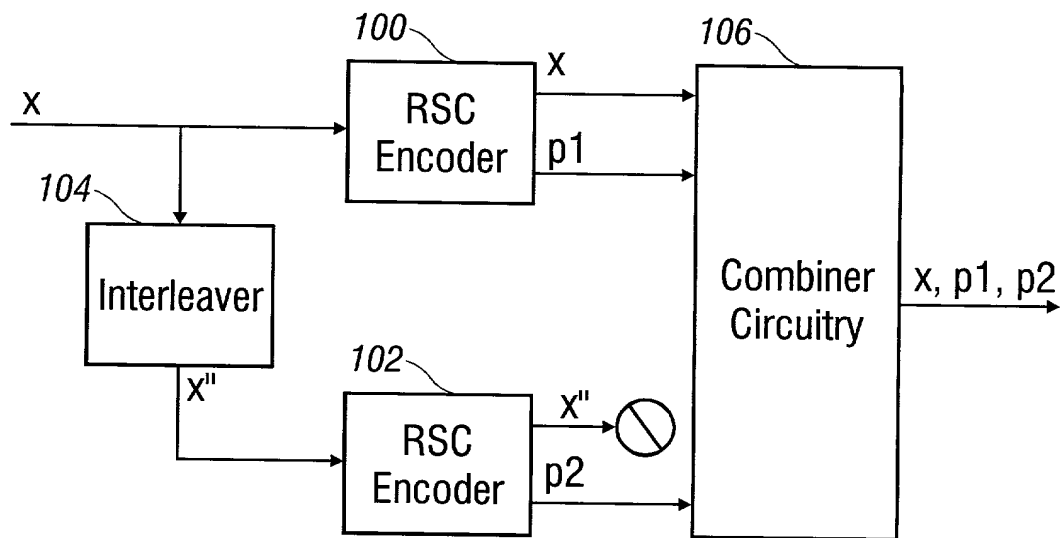 100
106
x
RSC
Encoder
x
p1
104
Interleaver
Combiner
Circuitry
x, p1, p2
x"
102
RSC
Encoder
x"
p2